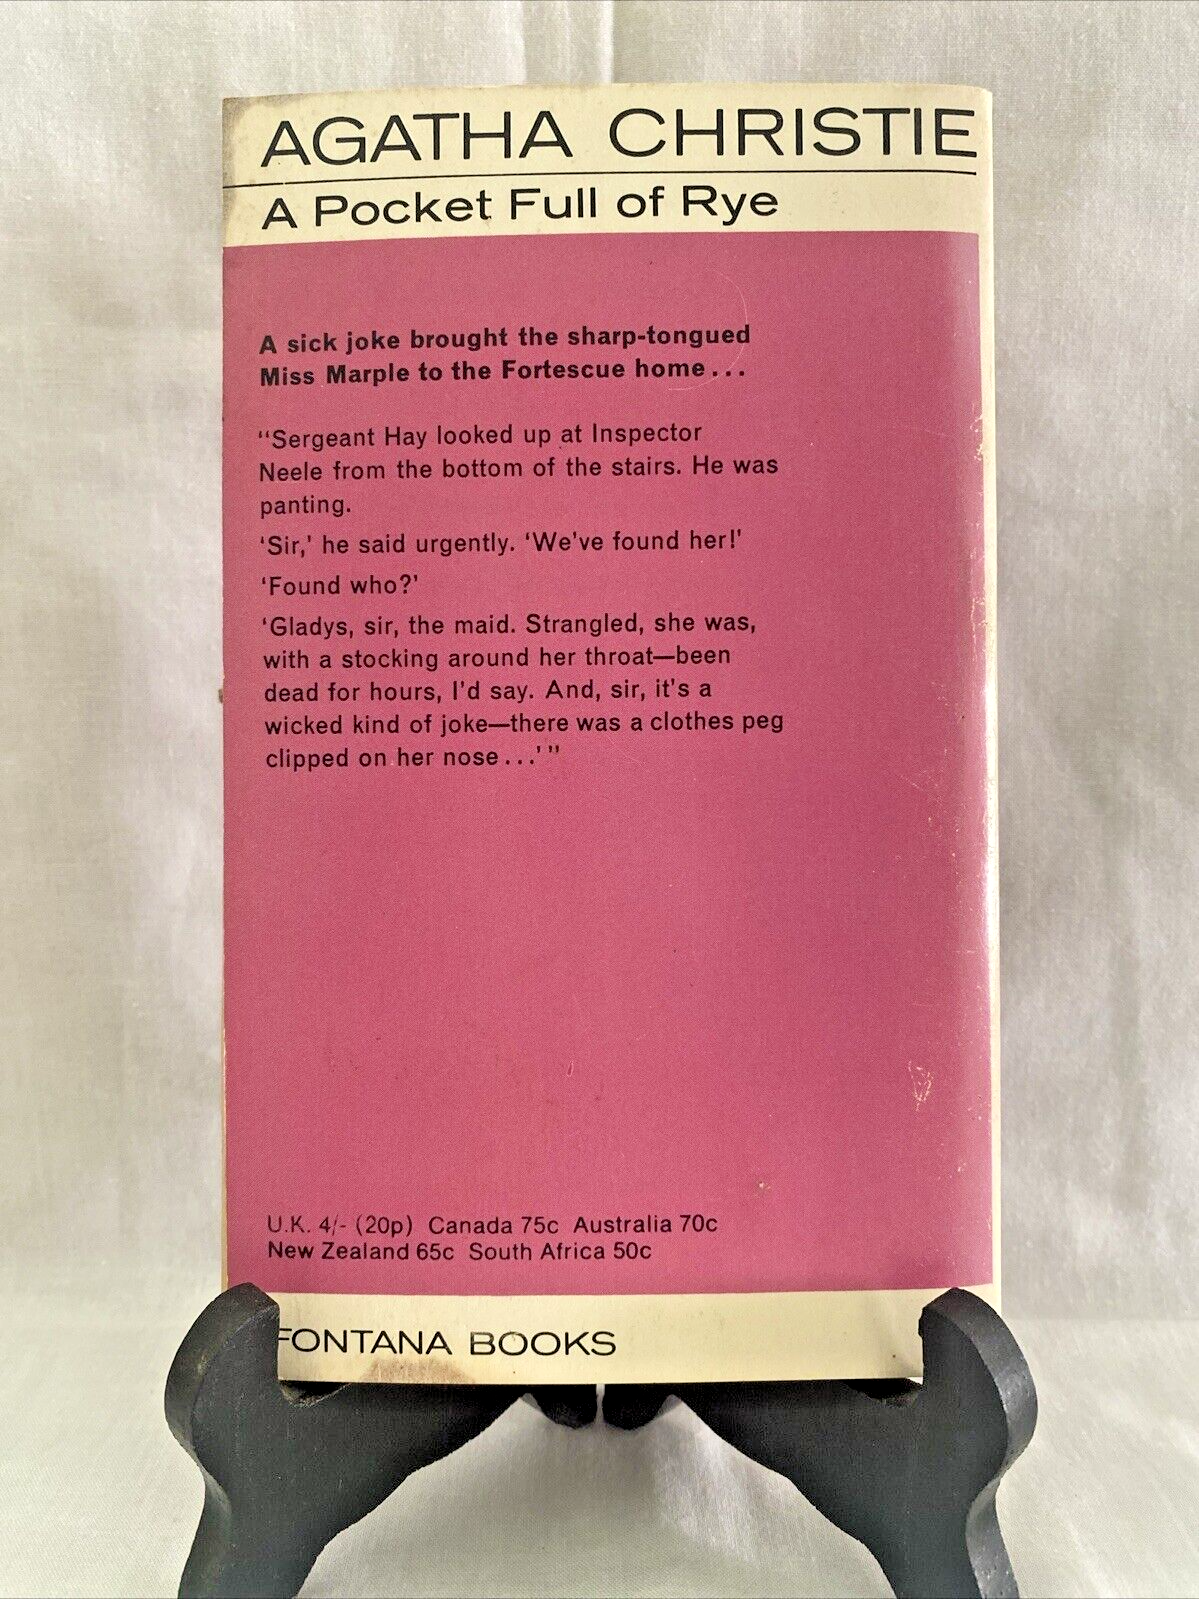 AGATHA CHRISTIE
A Pocket Full of Rye
A sick joke brought the sharp-tongued
Miss Marple to the Fortescue home...
"Sergeant Hay looked up at Inspector
Neele from the bottom of the stairs. He was
panting.
'Sir,' he said urgently. 'We've found her!'
'Found who?'
'Gladys, sir, the maid. Strangled, she was,
with a stocking around her throat—been
dead for hours, I'd say. And, sir, it's a
wicked kind of joke—there was a clothes peg
clipped on her nose...' "
U.K. 4/- (20p) Canada 75c Australia 70c
New Zealand 65c South Africa 50c
FONTANA BOOKS